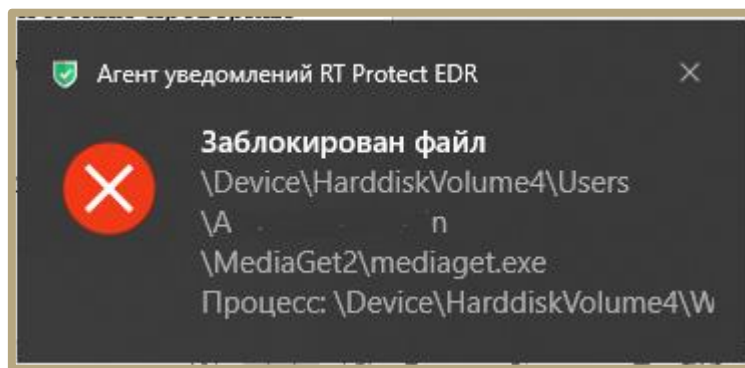 Агент уведомлений RT Protect EDR
Заблокирован файл
\Device\HarddiskVolume4\Users
\A n
\MediaGet2\mediaget.exe
Процесс: \Device\HarddiskVolume4\W